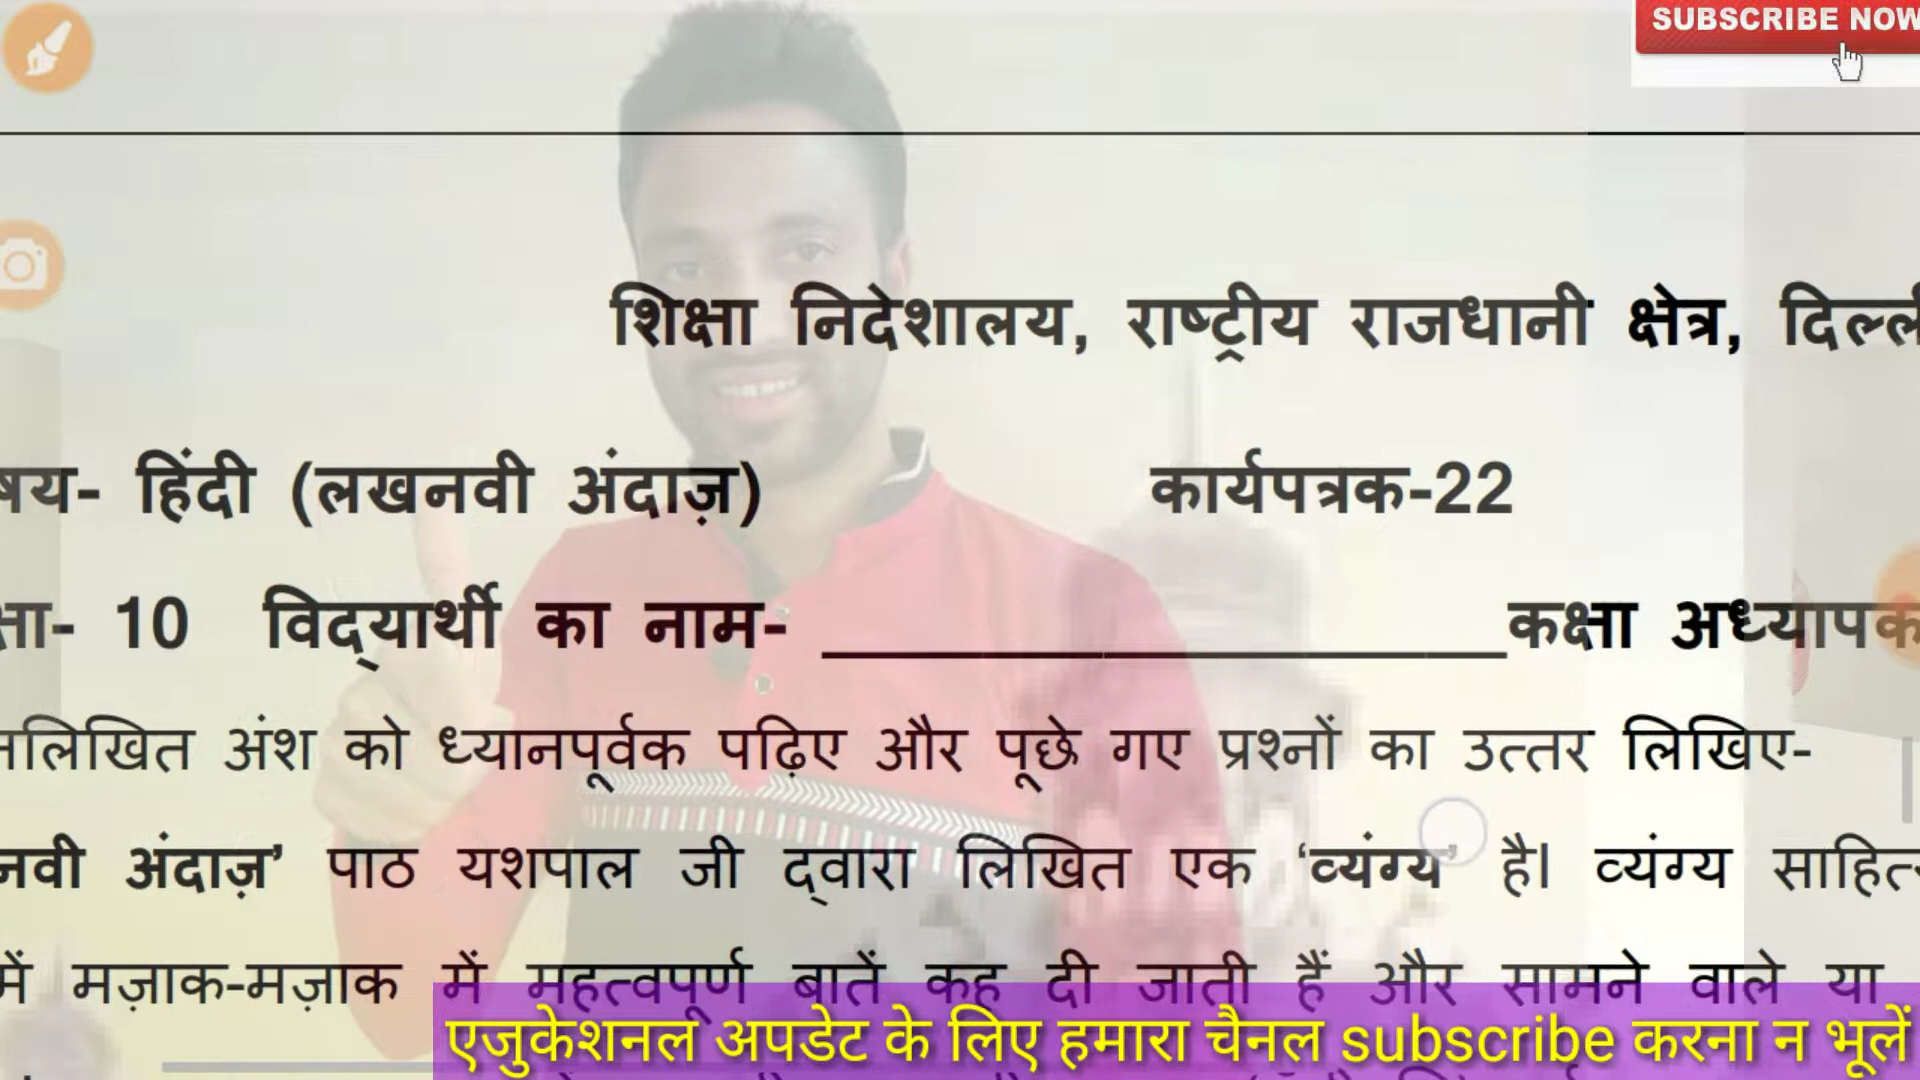 SUBSCRIBE NOW
शिक्षा निदेशालय, राष्ट्रीय राजधानी क्षेत्र, दिल्ली
षय- हिंदी (लखनवी अंदाज़) कार्यपत्रक-22
क्षा- 10 विद्यार्थी का नाम- ____________________कक्षा अध्यापक
नलिखित अंश को ध्यानपूर्वक पढ़िए और पूछे गए प्रश्नों का उत्तर लिखिए-
नवी अंदाज़’ पाठ यशपाल जी द्वारा लिखित एक ‘व्यंग्य’ है। व्यंग्य
में मज़ाक-मज़ाक में महत्वपूर्ण बातें कह दी जाती हैं और सामने वाले या
एजुकेशनल अपडेट के लिए हमारा चैनल subscribe करना न भूलें